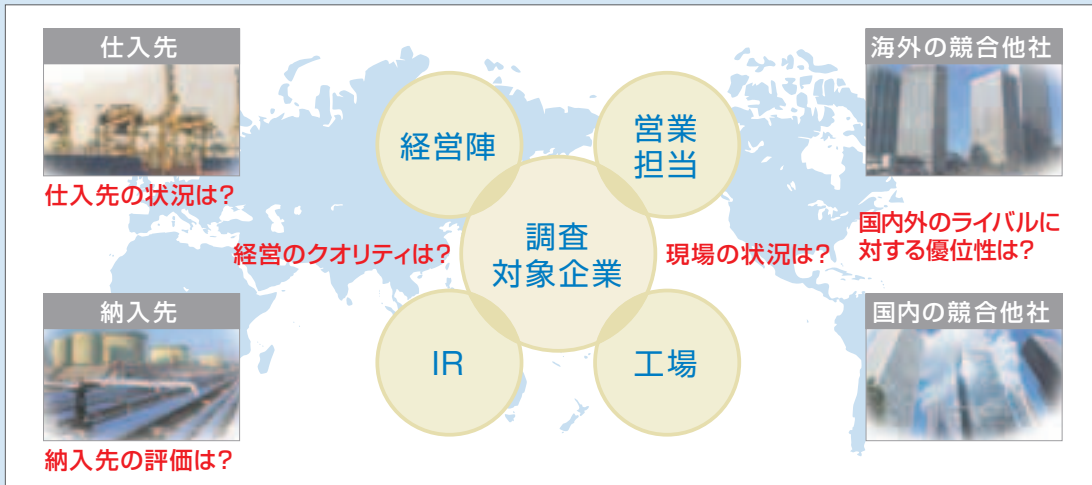 仕入先
仕入先の状況は?
納入先
納入先の評価は?
経営陣
営業
担当
経営のクオリティは?
調査
対象企業
現場の状況は?
IR
工場
海外の競合他社
国内外のライバルに
対する優位性は?
国内の競合他社